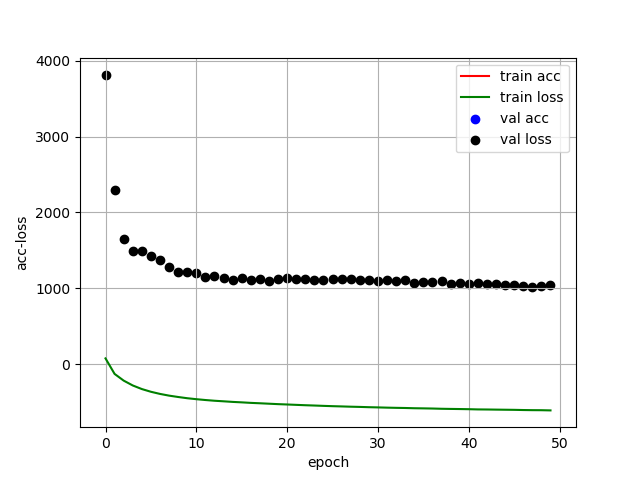 4000
3000
2000
1000
0
acc-loss
train acc
train loss
val acc
val loss
0 10 20 30 40 50
epoch